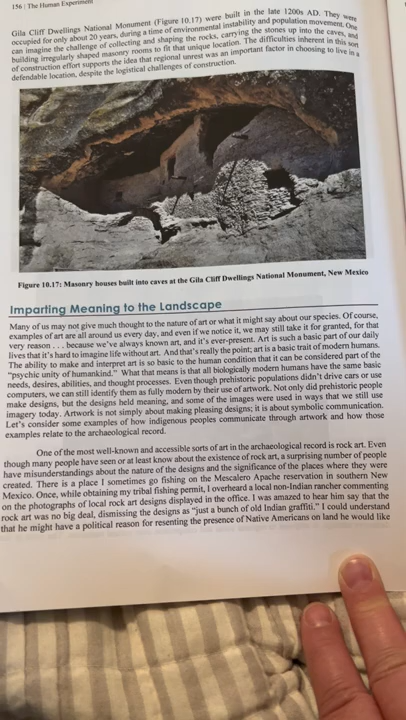 156 | The Human Experiment
Gila Cliff Dwellings National Monument (Figure 10.17) were built in the late 1200s AD. They were
occupied for only about 20 years, during a time of environmental instability and population movement. One
can imagine the challenge of collecting and shaping the rocks, carrying the stones up into the caves, and
building irregularly shaped masonry rooms to fit that unique location. The difficulties inherent in this sort
of construction effort supports the idea that regional unrest was an important factor in choosing to live in a
defendable location, despite the logistical challenges of construction.
Figure 10.17: Masonry houses built into caves at the Gila Cliff Dwellings National Monument, New Mexico
Imparting Meaning to the Landscape
Many of us may not give much thought to the nature of art or what it might say about our species. Of course,
examples of art are all around us every day, and even if we notice it, we may still take it for granted, for that
very reason . . . because we've always known art, and it's ever-present. Art is such a basic part of our daily
lives that it's hard to imagine life without art. And that's really the point; art is a basic trait of modern humans.
The ability to make and interpret art is so basic to the human condition that it can be considered part of the
"psychic unity of humankind." What that means is that all biologically modern humans have the same basic
needs, desires, abilities, and thought processes. Even though prehistoric populations didn't drive cars or use
computers, we can still identify them as fully modern by their use of artwork. Not only did prehistoric people
make designs, but the designs held meaning, and some of the images were used in ways that we still use
imagery today. Artwork is not simply about making pleasing designs; it is about symbolic communication.
Let's consider some examples of how indigenous peoples communicate through artwork and how those
examples relate to the archaeological record.
One of the most well-known and accessible sorts of art in the archaeological record is rock art. Even
though many people have seen or at least know about the existence of rock art, a surprising number of people
have misunderstandings about the nature of the designs and the significance of the places where they were
created. There is a place I sometimes go fishing on the Mescalero Apache reservation in southern New
Mexico. Once, while obtaining my tribal fishing permit, I overheard a local non-Indian rancher commenting
on the photographs of local rock art designs displayed in the office. I was amazed to hear him say that the
rock art was no big deal, dismissing the designs as "just a bunch of old Indian graffiti." I could understand
that he might have a political reason for resenting the presence of Native Americans on land he would like